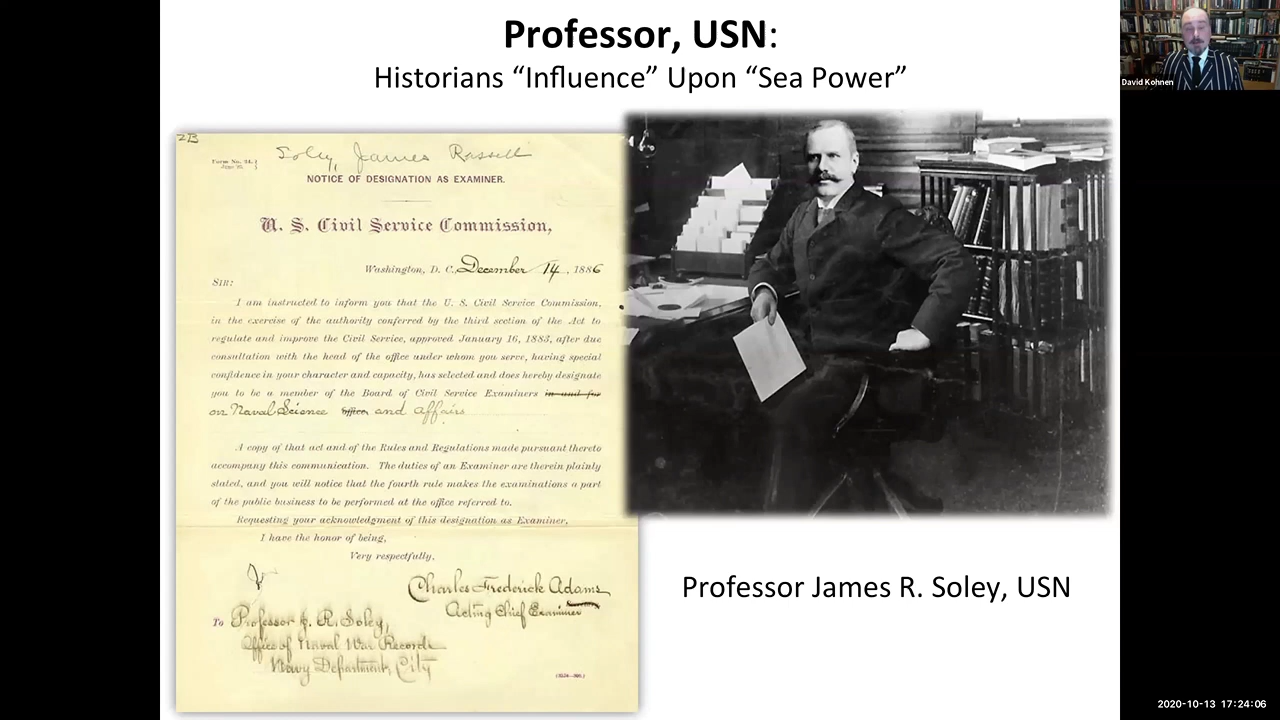 Professor, USN:
Historians “Influence” Upon “Sea Power”
David Kohnen
2B
Soley, James Russell
Form No. 24.
NOTICE OF DESIGNATION AS EXAMINER.
U. S. Civil Service Commission,
Washington, D. C., December 14, 1886
SIR:
I am instructed to inform you that the U. S. Civil Service Commission,
in the exercise of the authority conferred by the third section of the Act to
regulate and improve the Civil Service, approved January 16, 1883, after due
consultation with the head of the office under whom you serve, having special
confidence in your character and capacity, has selected and does hereby designate
you to be a member of the Board of Civil Service Examiners in and for
on Naval Science office and affairs
A copy of that act and of the Rules and Regulations made pursuant thereto
accompany this communication. The duties of an Examiner are therein plainly
stated, and you will notice that the fourth rule makes the examinations a part
of the public business to be performed at the office referred to.
Requesting your acknowledgment of this designation as Examiner,
I have the honor of being,
Very respectfully,
Charles Frederick Adams
Acting Chief Examiner
To Professor J. R. Soley,
Office of Naval War Records
Navy Department, City
Professor James R. Soley, USN
2020-10-13 17:24:06